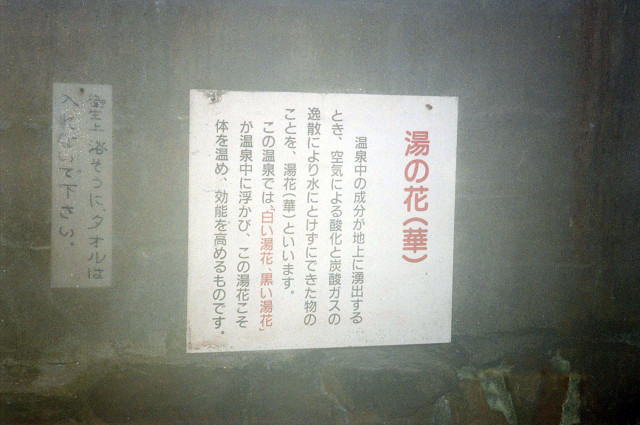 湯の花（華）
温泉中の成分が地上に湧出する
とき、空気による酸化と炭酸ガスの
逸散により水にとけずにできた物の
ことを、湯花（華）といいます。
この温泉では、「白い湯花、黒い湯花」
が温泉中に浮かび、この湯花こそ
体を温め、効能を高めるものです。
衛生上浴そうに、タオルは
入れないで下さい。